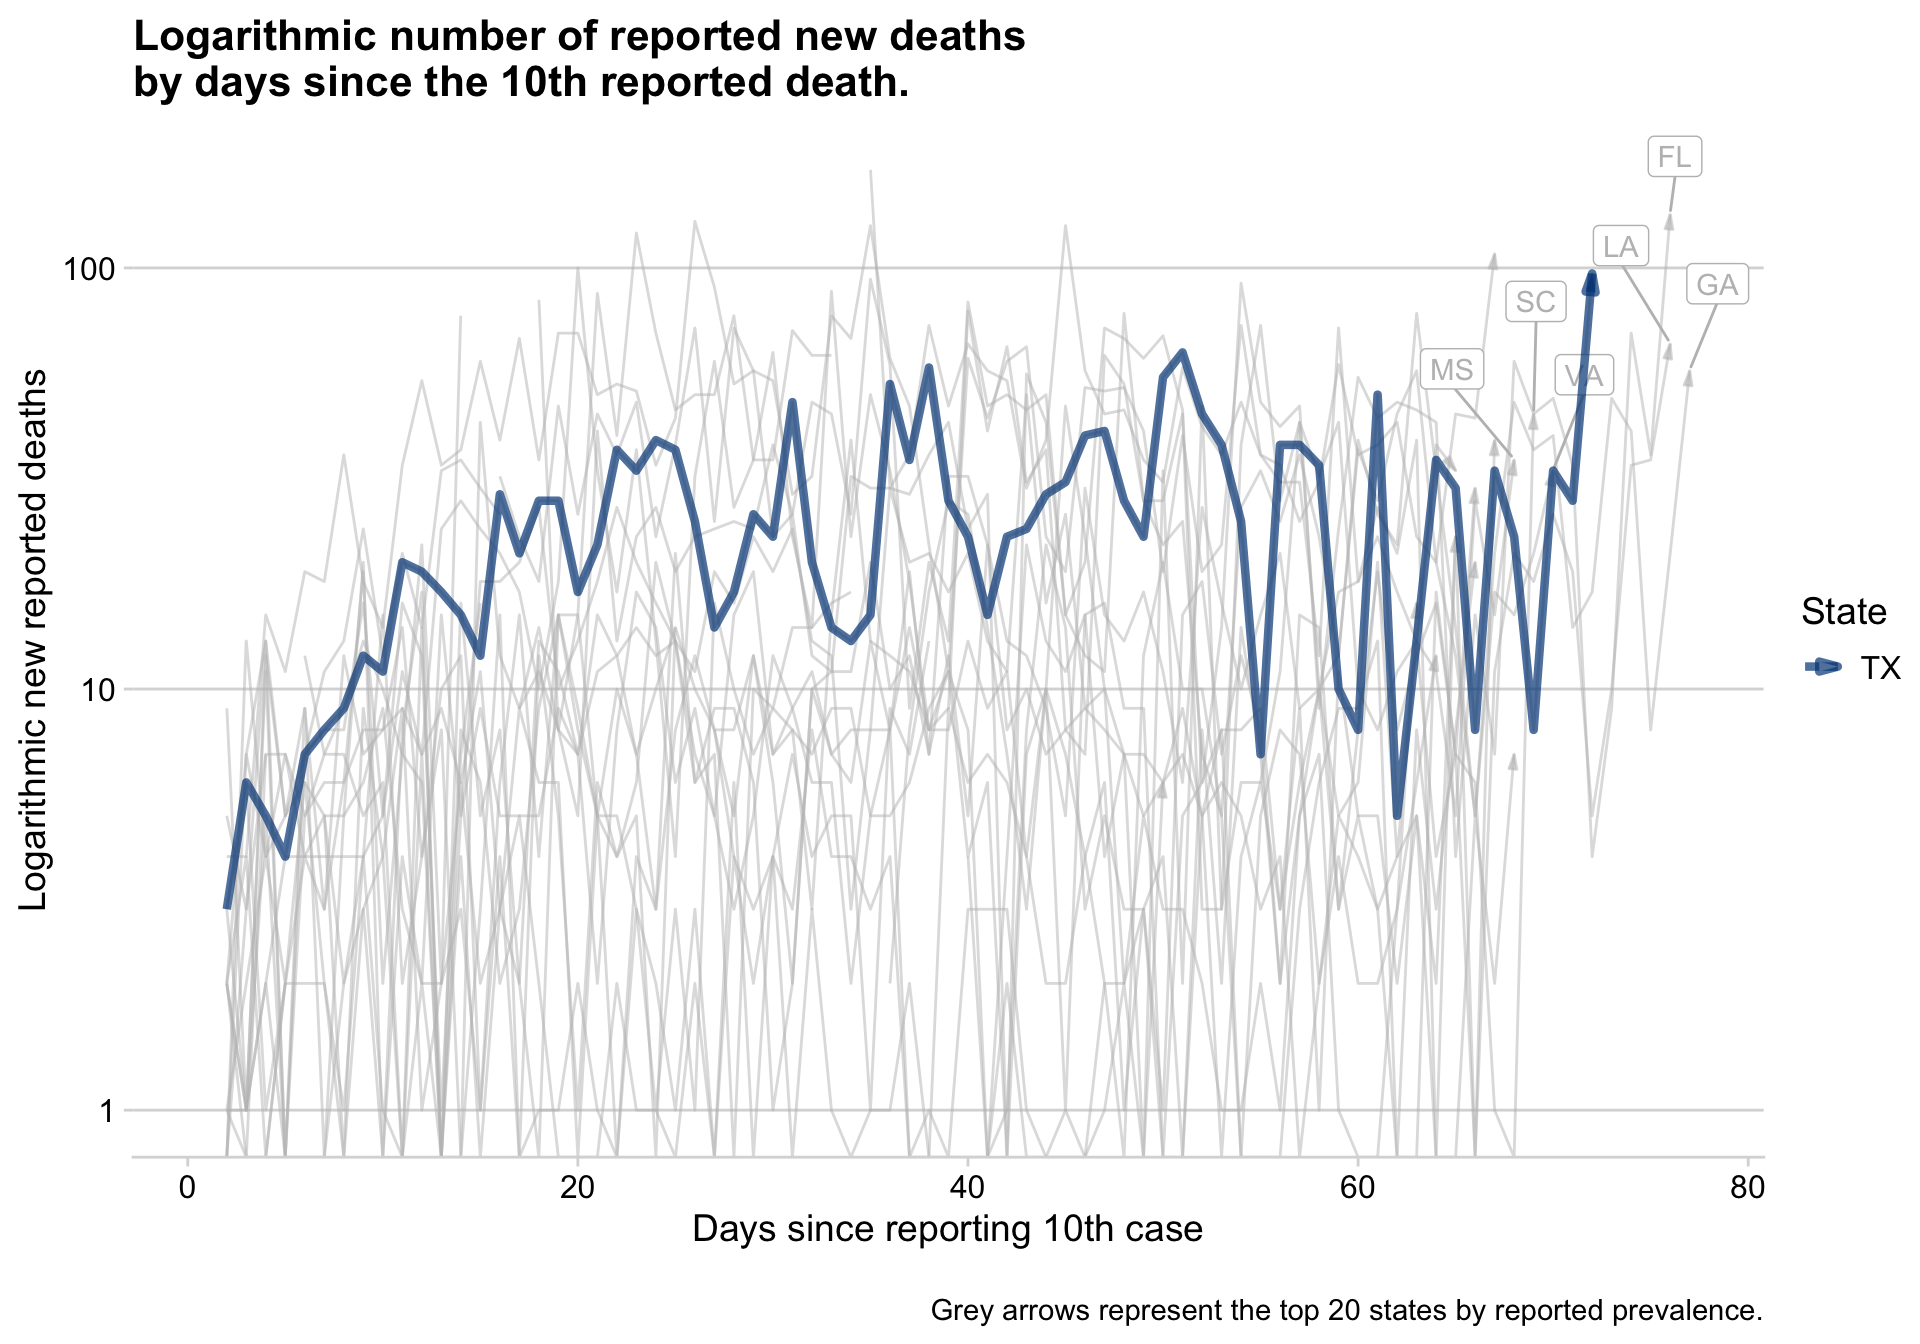 Logarithmic number of reported new deaths
by days since the 10th reported death.
Logarithmic new reported deaths
100
10
1
FL
LA
GA
SC
MS
VA
State
TX
0
20
40
60
80
Days since reporting 10th case
Grey arrows represent the top 20 states by reported prevalence.